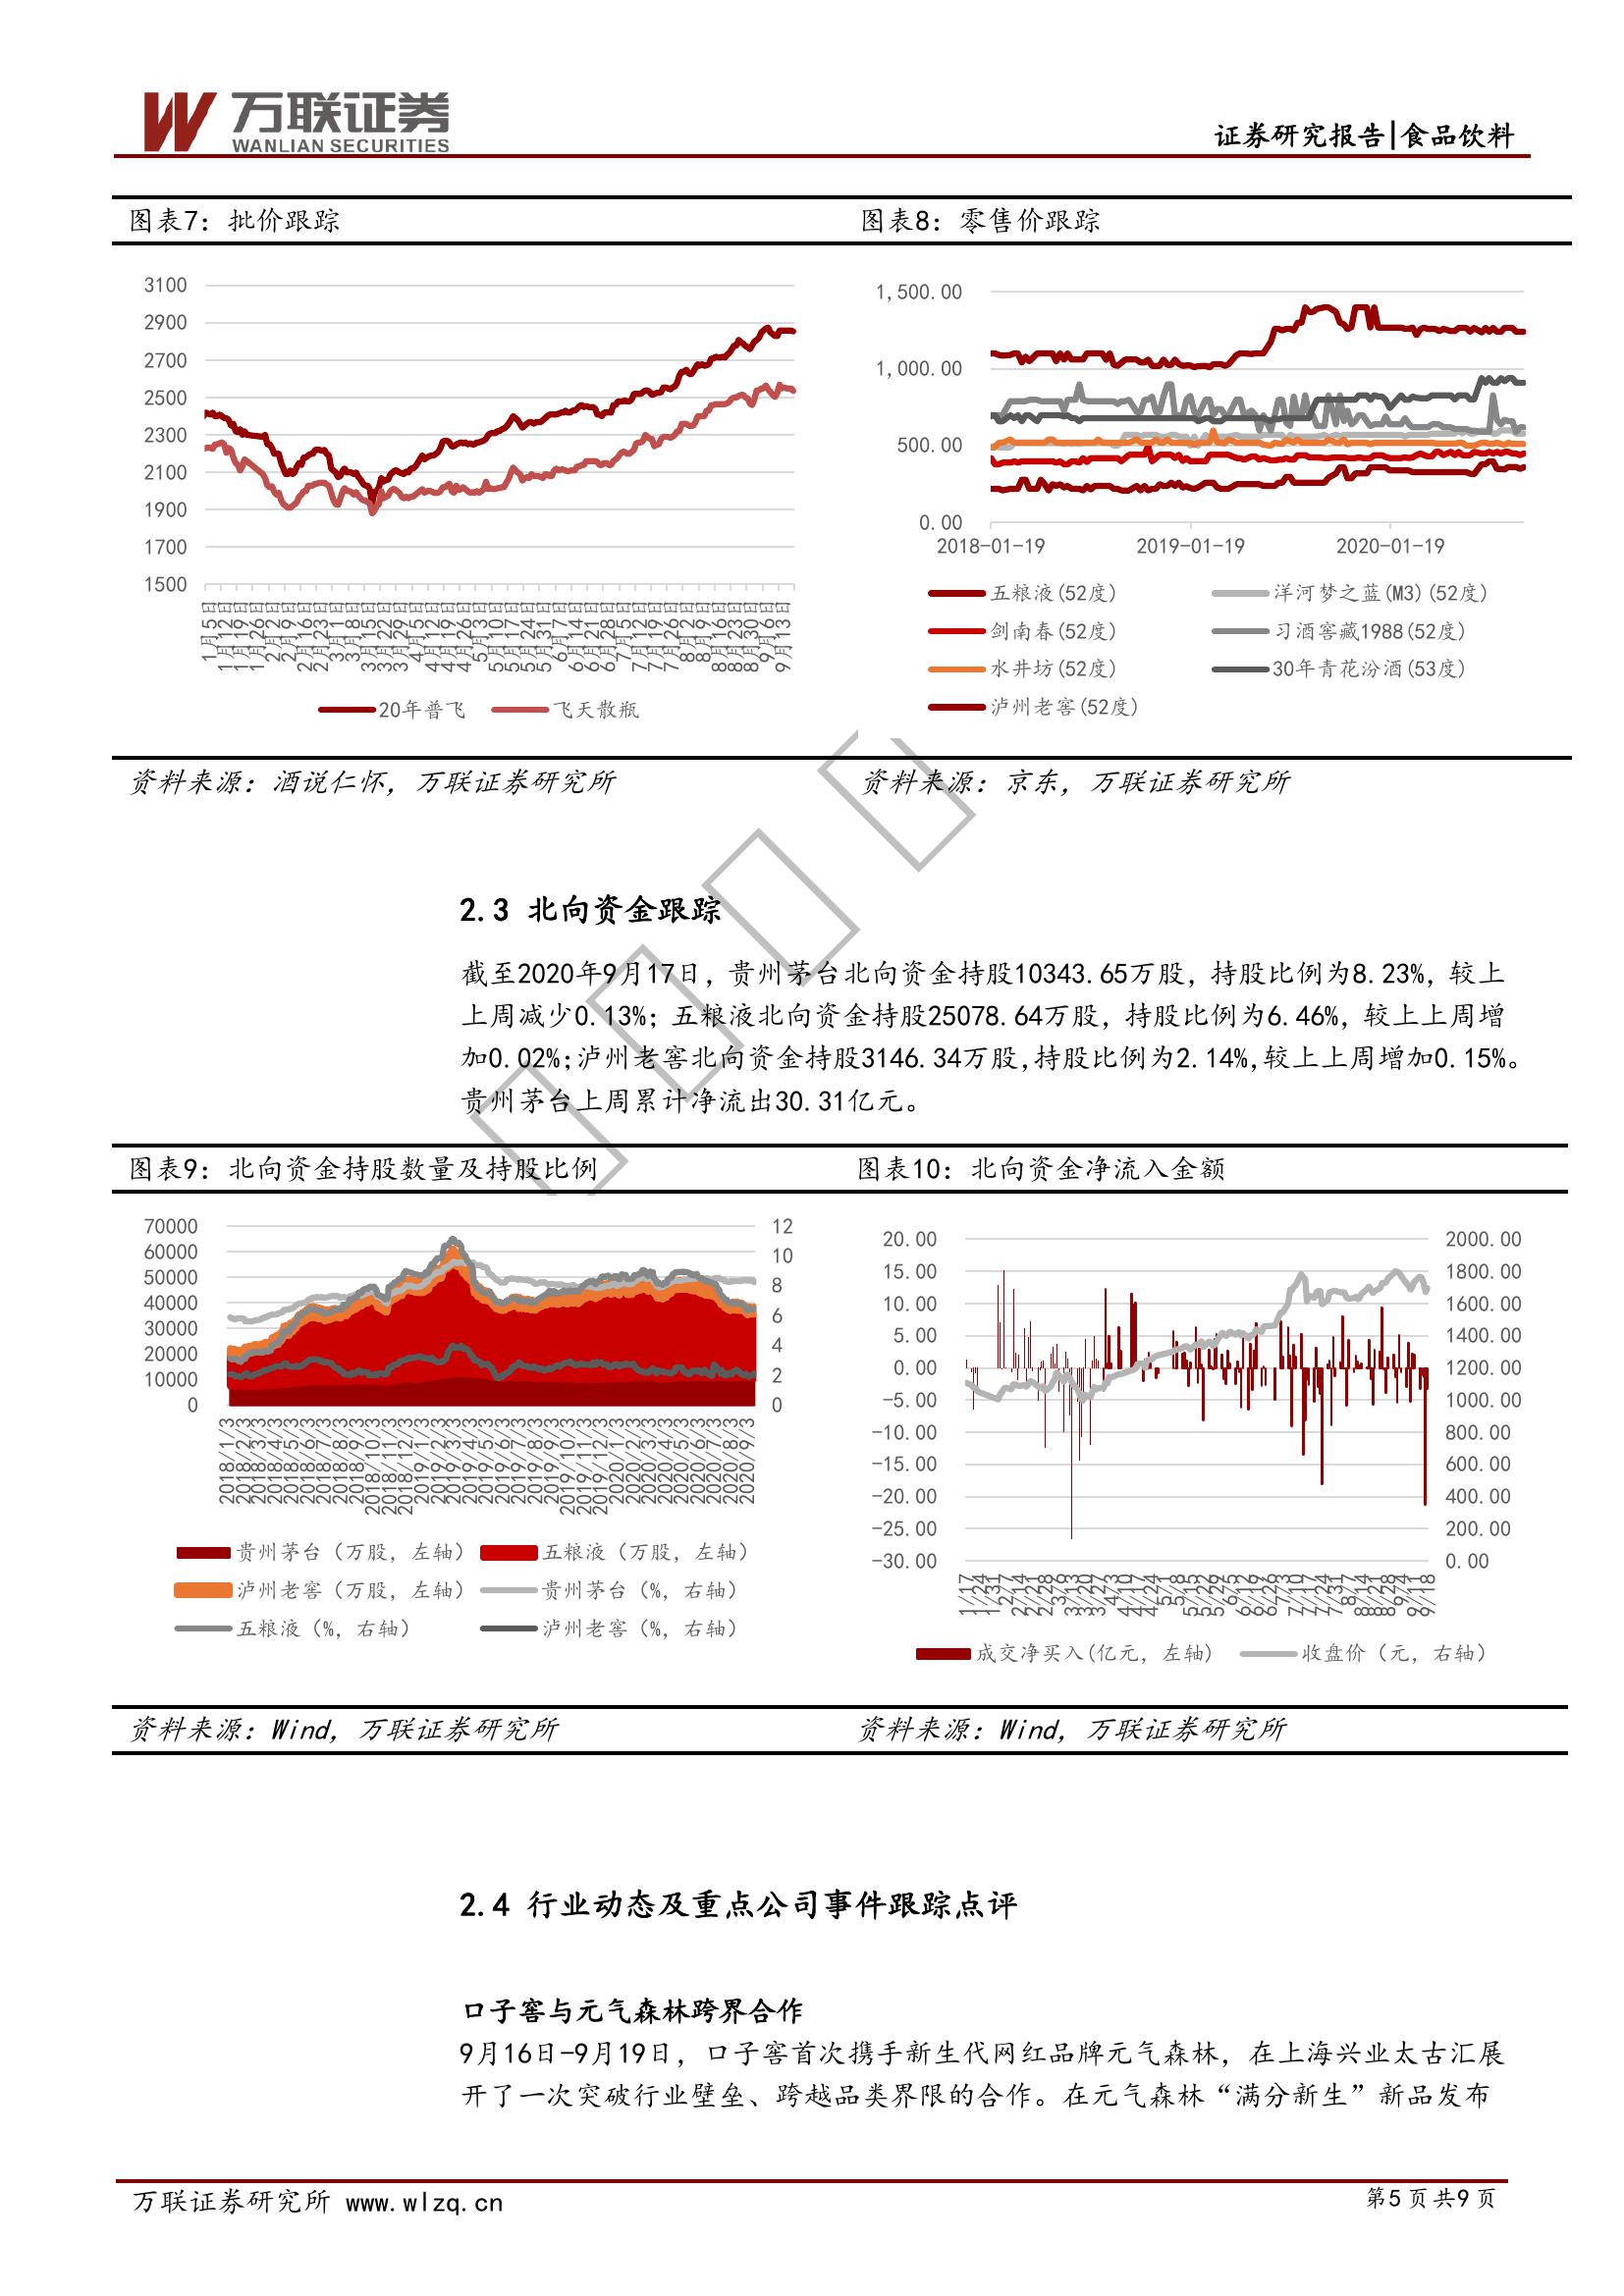 万联证券
WANLIAN SECURITIES
证券研究报告|食品饮料
图表7：批价跟踪
图表8：零售价跟踪
3100
2900
2700
2500
2300
2100
1900
1700
1500
1月5日
1月12日
1月19日
1月26日
2月2日
2月9日
2月16日
2月23日
3月1日
3月8日
3月15日
3月22日
3月29日
4月5日
4月12日
4月19日
4月26日
5月3日
5月10日
5月17日
5月24日
5月31日
6月7日
6月14日
6月21日
6月28日
7月5日
7月12日
7月19日
7月26日
8月2日
8月9日
8月16日
8月23日
8月30日
9月6日
9月13日
20年普飞 飞天散瓶
1,500.00
1,000.00
500.00
0.00
2018-01-19 2019-01-19 2020-01-19
五粮液(52度) 洋河梦之蓝(M3)(52度)
剑南春(52度) 习酒窖藏1988(52度)
水井坊(52度) 30年青花汾酒(53度)
泸州老窖(52度)
资料来源：酒说仁怀，万联证券研究所
资料来源：京东，万联证券研究所
2.3 北向资金跟踪
截至2020年9月17日，贵州茅台北向资金持股10343.65万股，持股比例为8.23%，较上
上周减少0.13%；五粮液北向资金持股25078.64万股，持股比例为6.46%，较上上周增
加0.02%;泸州老窖北向资金持股3146.34万股,持股比例为2.14%,较上上周增加0.15%。
贵州茅台上周累计净流出30.31亿元。
图表9：北向资金持股数量及持股比例
图表10：北向资金净流入金额
70000
60000
50000
40000
30000
20000
10000
0
12
10
8
6
4
2
0
2018/1/3
2018/2/3
2018/3/3
2018/4/3
2018/5/3
2018/6/3
2018/7/3
2018/8/3
2018/9/3
2018/10/3
2018/11/3
2018/12/3
2019/1/3
2019/2/3
2019/3/3
2019/4/3
2019/5/3
2019/6/3
2019/7/3
2019/8/3
2019/9/3
2019/10/3
2019/11/3
2019/12/3
2020/1/3
2020/2/3
2020/3/3
2020/4/3
2020/5/3
2020/6/3
2020/7/3
2020/8/3
2020/9/3
贵州茅台（万股，左轴） 五粮液（万股，左轴）
泸州老窖（万股，左轴） 贵州茅台（%，右轴）
五粮液（%，右轴） 泸州老窖（%，右轴）
20.00
15.00
10.00
5.00
0.00
-5.00
-10.00
-15.00
-20.00
-25.00
-30.00
2000.00
1800.00
1600.00
1400.00
1200.00
1000.00
800.00
600.00
400.00
200.00
0.00
1/17
1/24
1/31
2/7
2/14
2/21
2/28
3/6
3/13
3/20
3/27
4/3
4/10
4/17
4/24
5/1
5/8
5/15
5/22
5/26
6/5
6/12
6/16
6/19
6/26
7/3
7/10
7/17
7/24
7/31
8/7
8/14
8/21
8/28
9/4
9/11
9/18
成交净买入(亿元，左轴) 收盘价（元，右轴）
资料来源：Wind，万联证券研究所
资料来源：Wind，万联证券研究所
2.4 行业动态及重点公司事件跟踪点评
口子窖与元气森林跨界合作
9月16日-9月19日，口子窖首次携手新生代网红品牌元气森林，在上海兴业太古汇展
开了一次突破行业壁垒、跨越品类界限的合作。在元气森林“满分新生”新品发布
万联证券研究所 www.wlzq.cn
第5页共9页